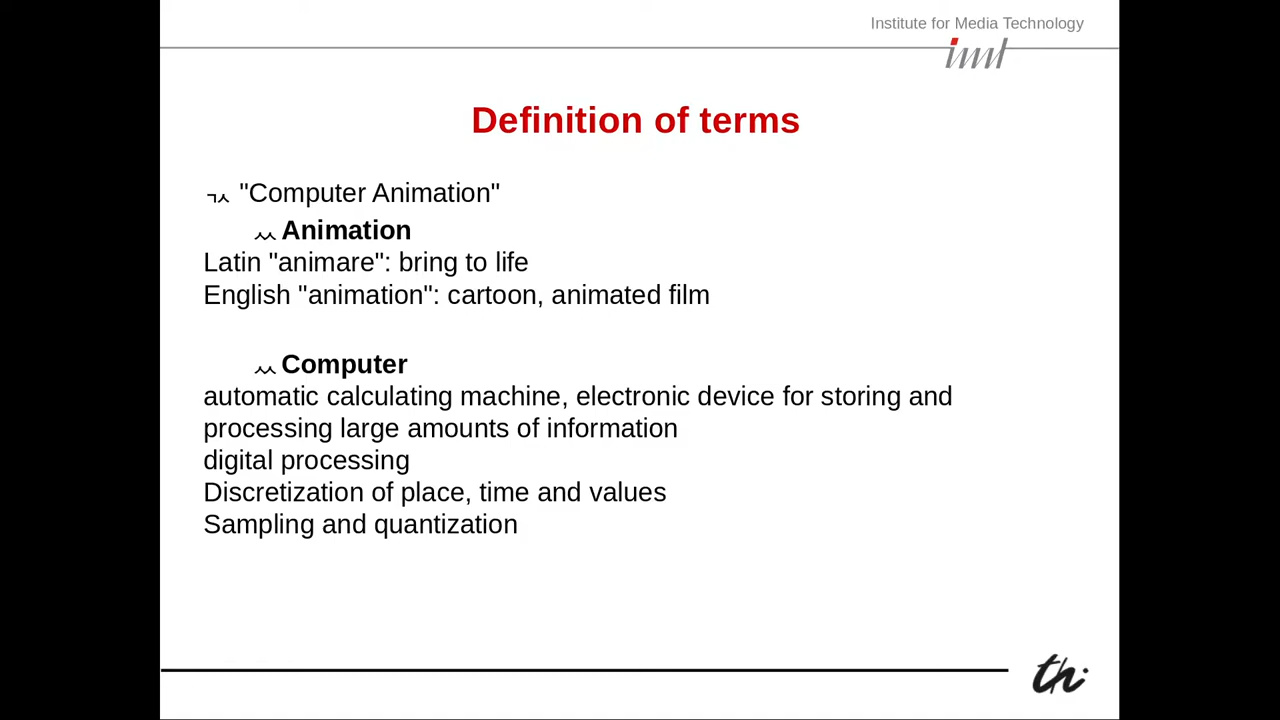 Institute for Media Technology
iml
Definition of terms
"Computer Animation"
Animation
Latin "animare": bring to life
English "animation": cartoon, animated film
Computer
automatic calculating machine, electronic device for storing and
processing large amounts of information
digital processing
Discretization of place, time and values
Sampling and quantization
th